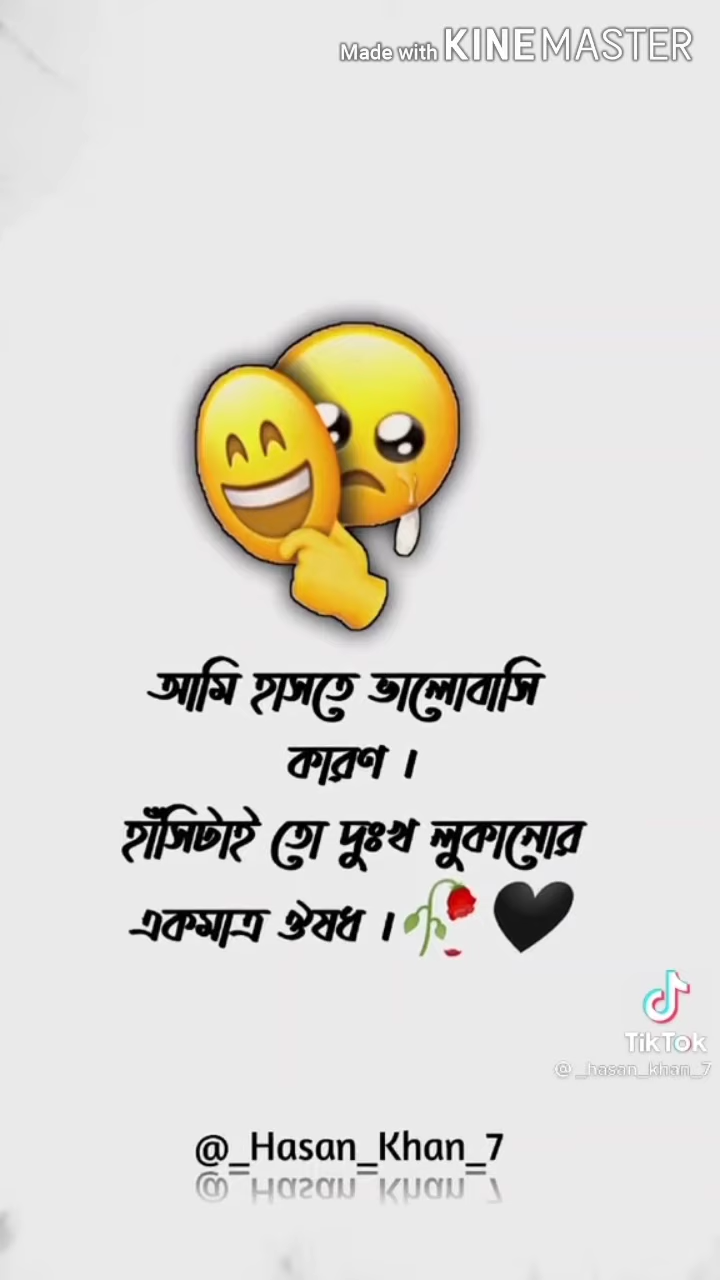 Made with KINEMASTER
আমি হাসতে ভালোবাসি
কারণ ।
হাঁসিটাই তো দুঃখ লুকানোর
একমাত্র ঔষধ ।🥀🖤
TikTok
@_hasan_khan_7
@_Hasan_Khan_7